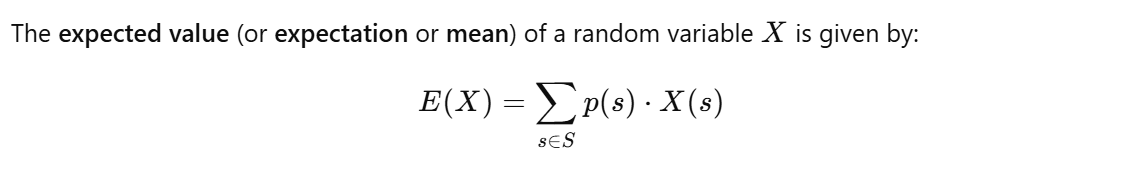 The expected value (or expectation or mean) of a random variable X is given by:
E(X) = ∑ p(s) · X(s)
s∈S